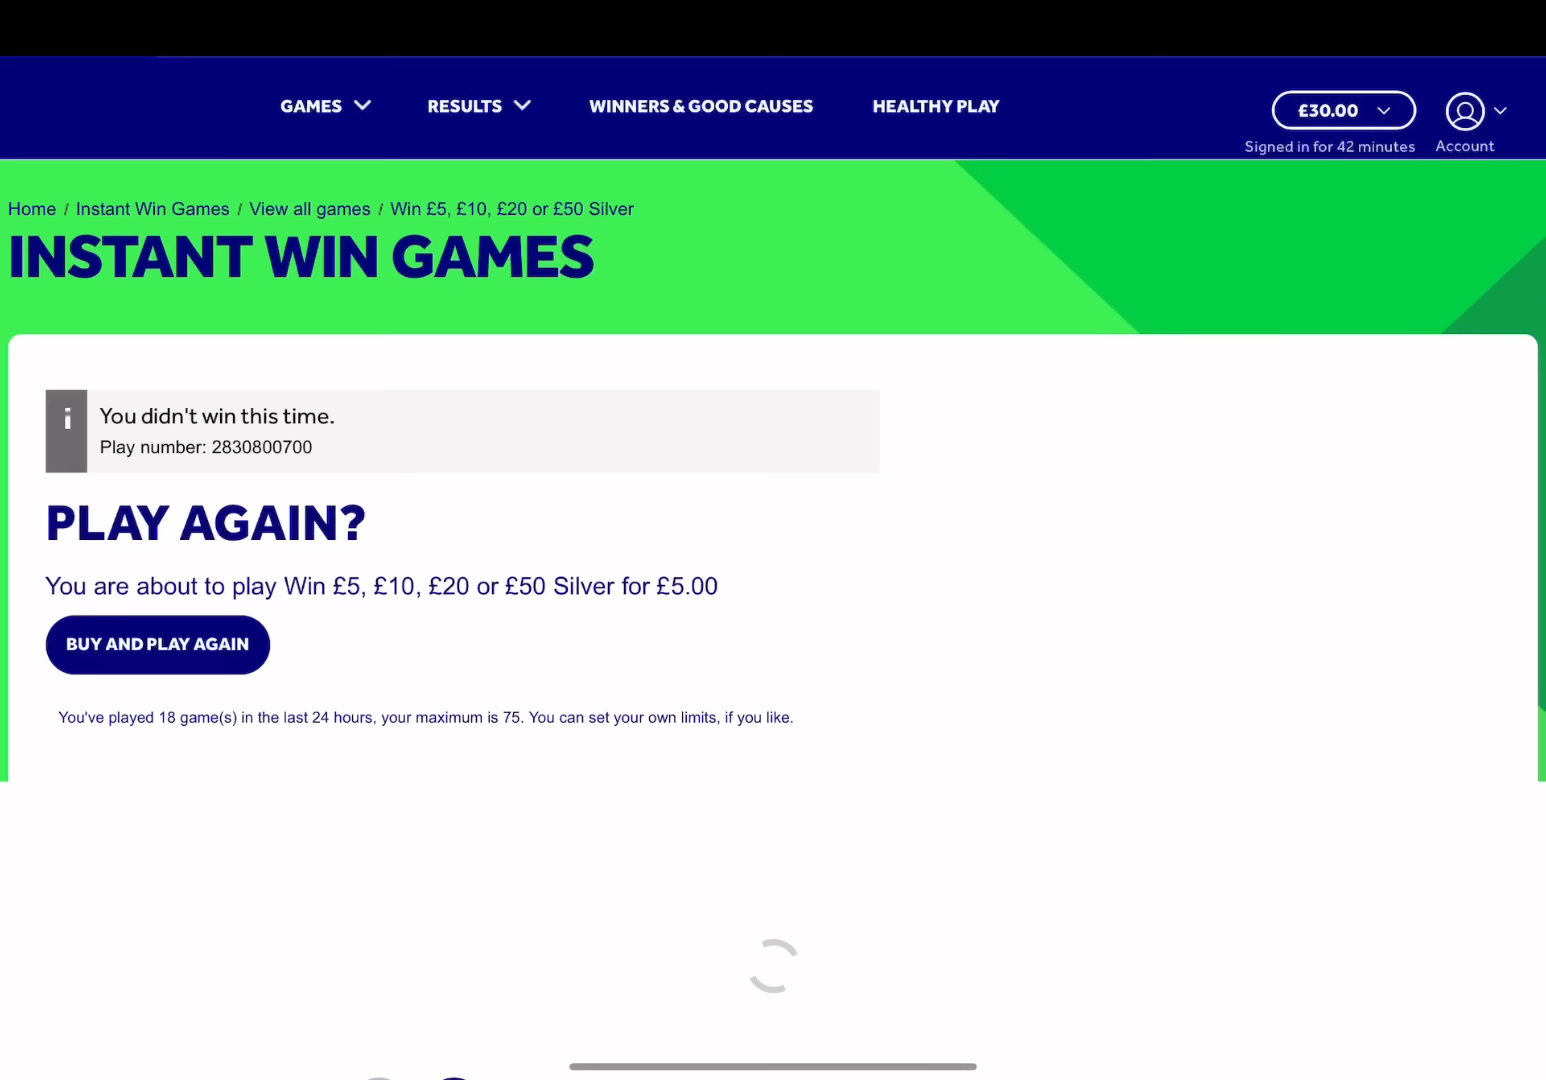 GAMES RESULTS WINNERS & GOOD CAUSES HEALTHY PLAY £30.00
Signed in for 42 minutes Account
Home / Instant Win Games / View all games / Win £5, £10, £20 or £50 Silver
INSTANT WIN GAMES
i You didn't win this time.
Play number: 2830800700
PLAY AGAIN?
You are about to play Win £5, £10, £20 or £50 Silver for £5.00
BUY AND PLAY AGAIN
You've played 18 game(s) in the last 24 hours, your maximum is 75. You can set your own limits, if you like.